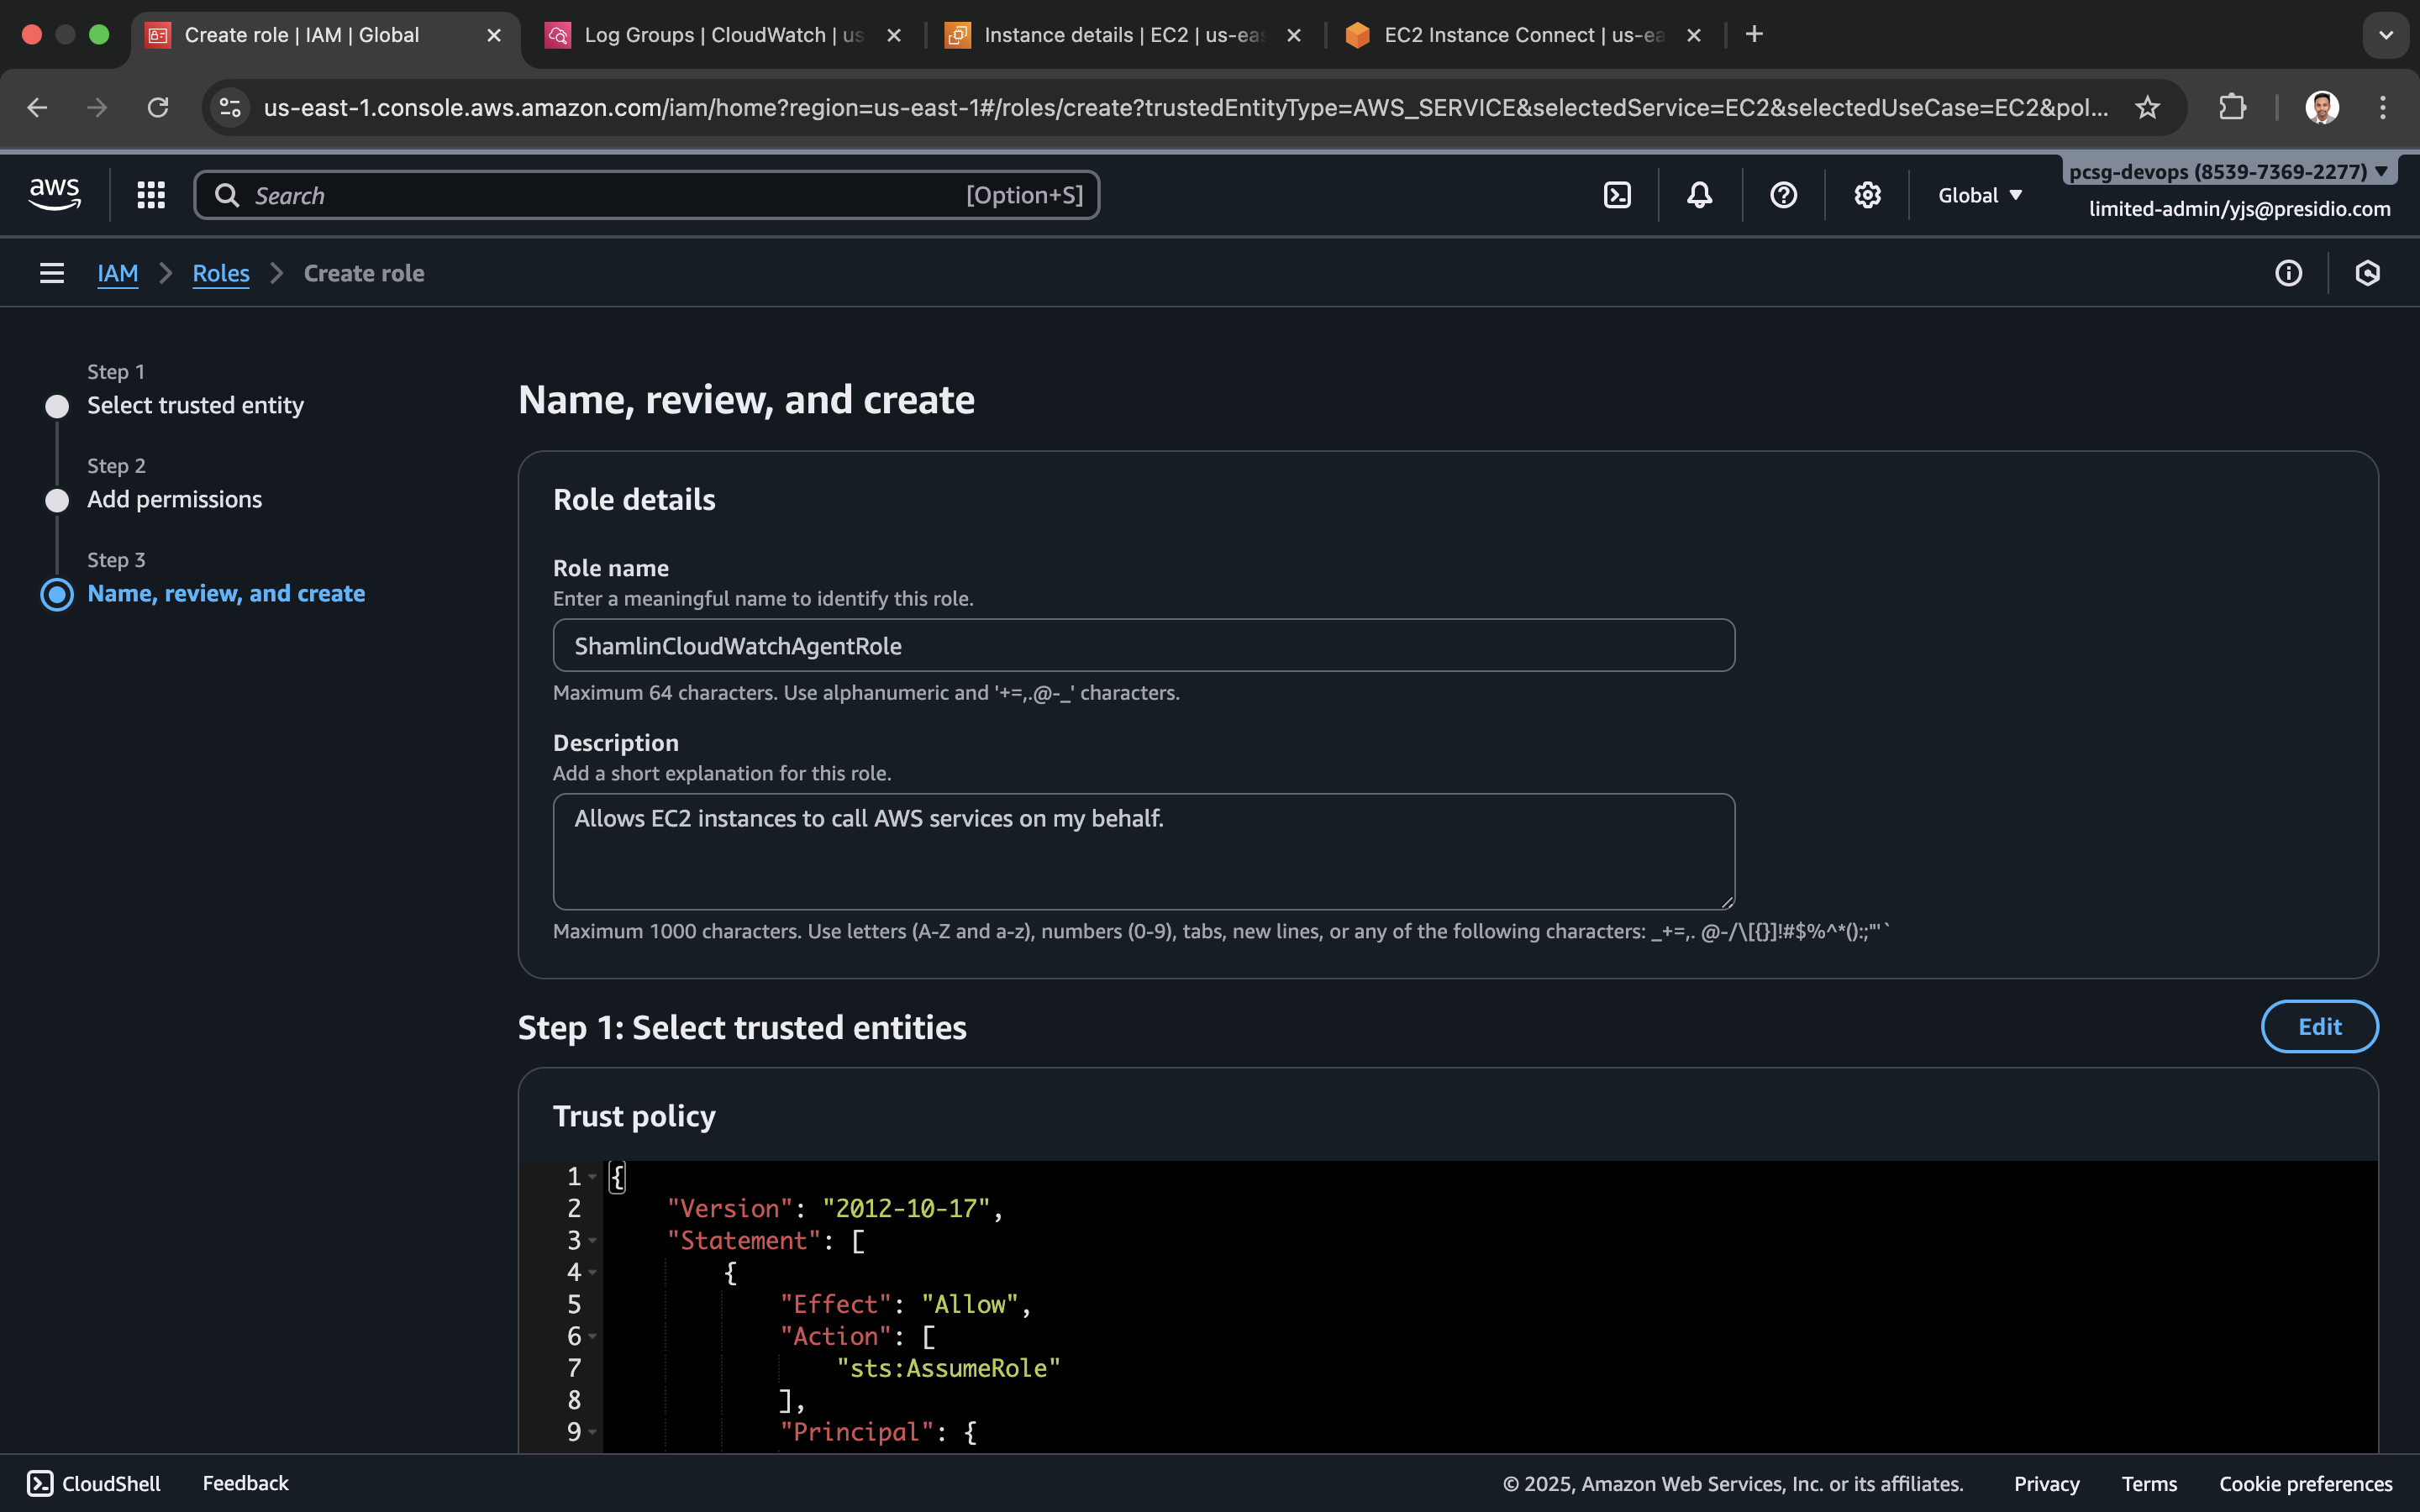 Create role | IAM | Global
Log Groups | CloudWatch | us
Instance details | EC2 | us-eas
EC2 Instance Connect | us-ea
us-east-1.console.aws.amazon.com/iam/home?region=us-east-1#/roles/create?trustedEntityType=AWS_SERVICE&selectedService=EC2&selectedUseCase=EC2&pol...
aws
Search
[Option+S]
Global
pcsg-devops (8539-7369-2277)
limited-admin/yjs@presidio.com
IAM
Roles
Create role
Step 1
Select trusted entity
Step 2
Add permissions
Step 3
Name, review, and create
Name, review, and create
Role details
Role name
Enter a meaningful name to identify this role.
ShamlinCloudWatchAgentRole
Maximum 64 characters. Use alphanumeric and '+=,.@-_' characters.
Description
Add a short explanation for this role.
Allows EC2 instances to call AWS services on my behalf.
Maximum 1000 characters. Use letters (A-Z and a-z), numbers (0-9), tabs, new lines, or any of the following characters: _+=,. @-/\[{}]!#$%^*();:"'`
Step 1: Select trusted entities
Edit
Trust policy
1 {
2 "Version": "2012-10-17",
3 "Statement": [
4 {
5 "Effect": "Allow",
6 "Action": [
7 "sts:AssumeRole"
8 ],
9 "Principal": {
CloudShell
Feedback
© 2025, Amazon Web Services, Inc. or its affiliates.
Privacy
Terms
Cookie preferences